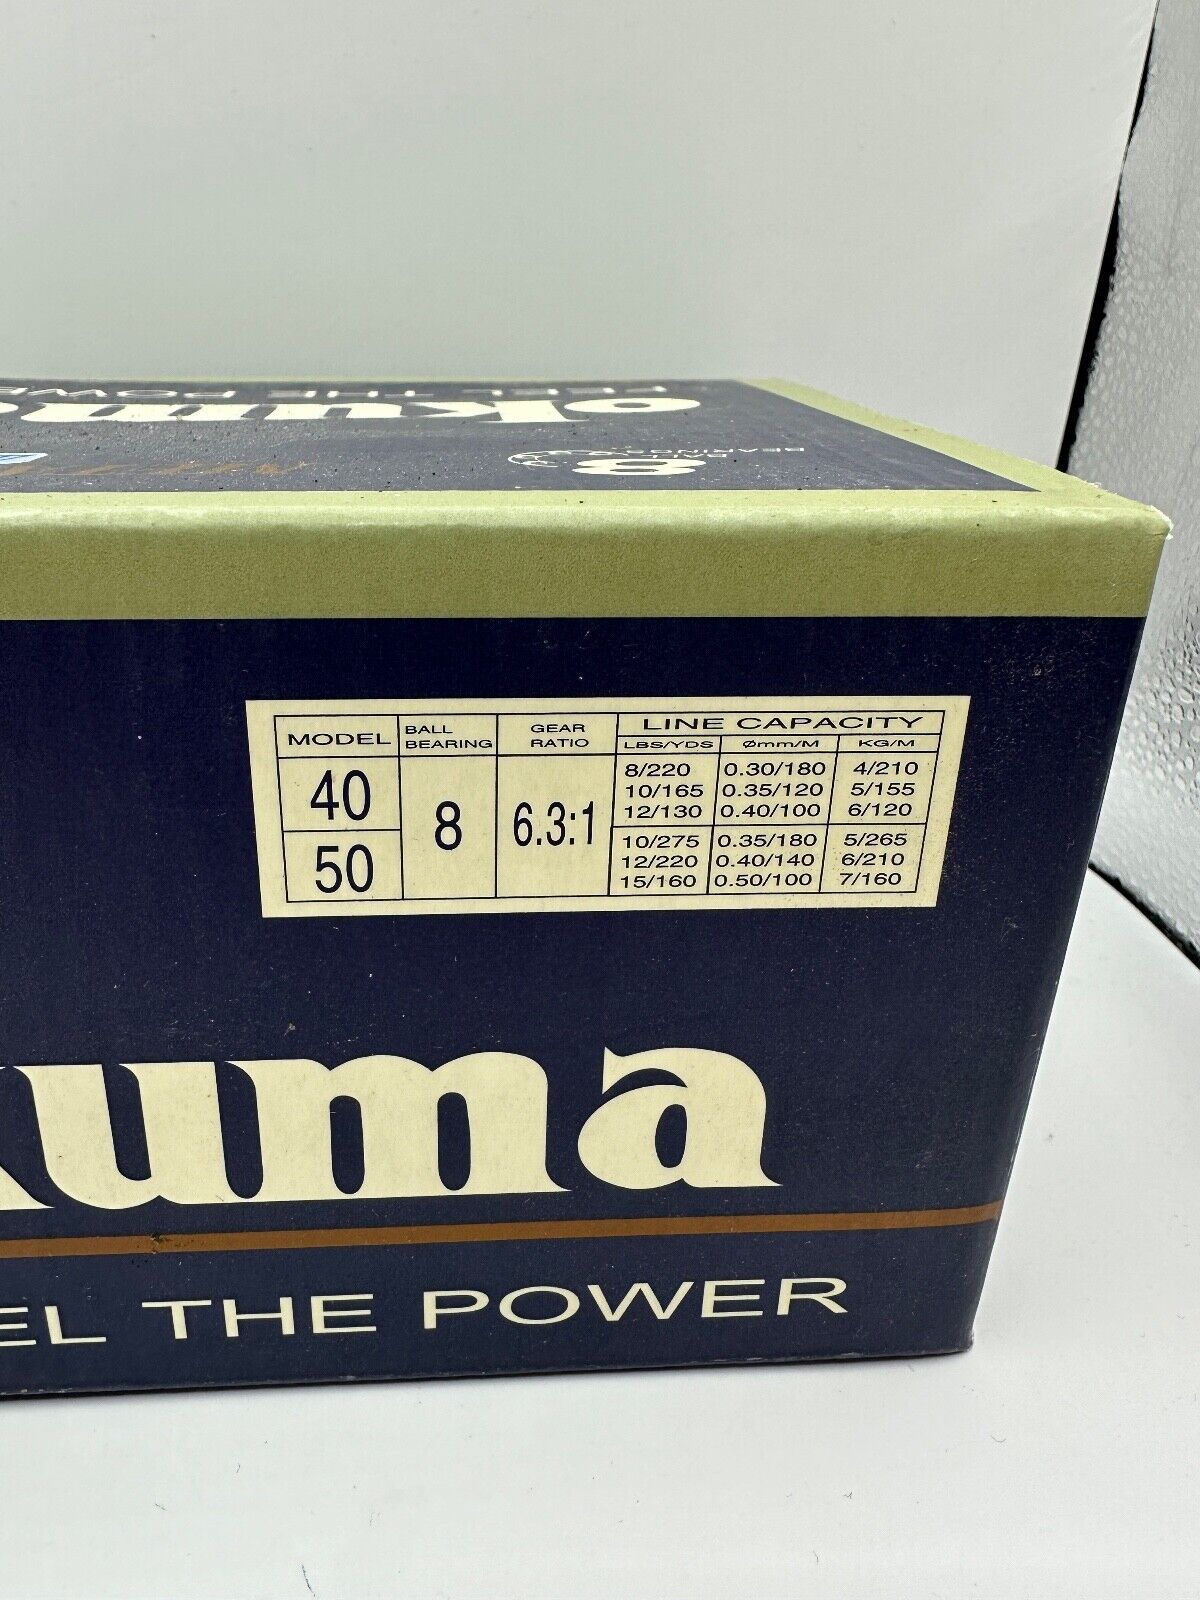 FEEL THE POWE
okuma
8 BALL
BEARINGS
MODEL BALL BEARING GEAR RATIO LINE CAPACITY
LBS/YDS Ømm/M KG/M
40 8 6.3:1 8/220 0.30/180 4/210
10/165 0.35/120 5/155
12/130 0.40/100 6/120
50 10/275 0.35/180 5/265
12/220 0.40/140 6/210
15/160 0.50/100 7/160
kuma
EL THE POWER